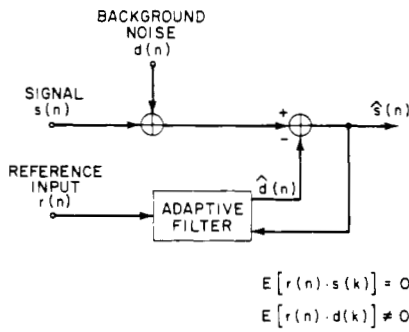 BACKGROUND
NOISE
d(n)
SIGNAL
s(n)
+
−
ŝ(n)
REFERENCE
INPUT
r(n)
d̂(n)
ADAPTIVE
FILTER
E[r(n)·s(k)] = 0
E[r(n)·d(k)] ≠ 0